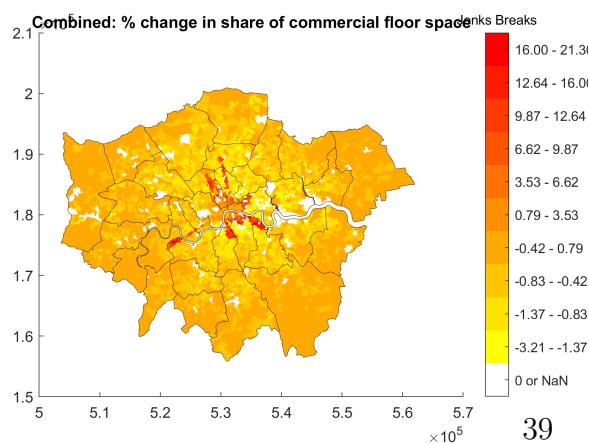 Combined: % change in share of commercial floor space
Jenks Breaks
2.1
2
1.9
1.8
1.7
1.6
1.5
5
5.1
5.2
5.3
5.4
5.5
5.6
5.7
×10⁵
16.00 - 21.30
12.64 - 16.00
9.87 - 12.64
6.62 - 9.87
3.53 - 6.62
0.79 - 3.53
-0.42 - 0.79
-0.83 - -0.42
-1.37 - -0.83
-3.21 - -1.37
0 or NaN
39